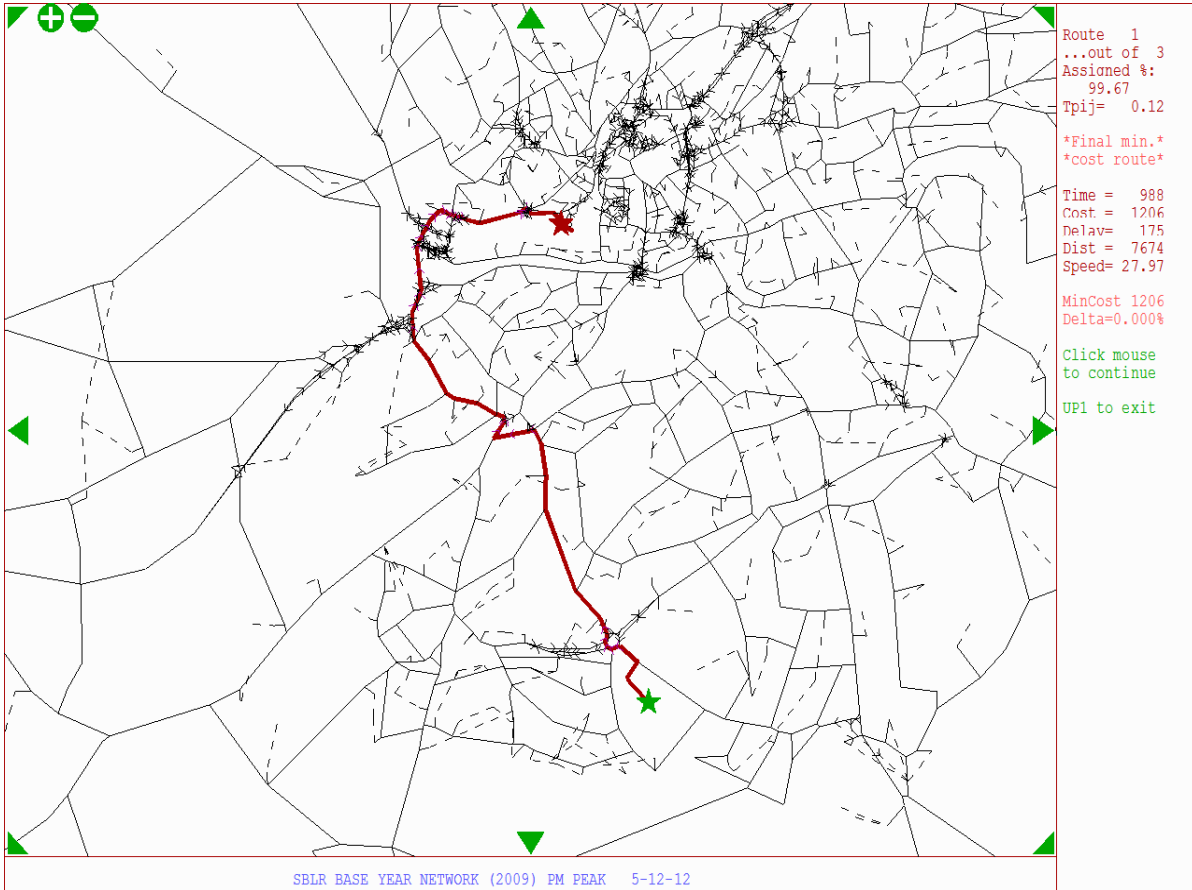 Route 1
...out of 3
Assigned %:
99.67
Tpij= 0.12
*Final min.*
*cost route*
Time = 988
Cost = 1206
Delay= 175
Dist = 7674
Speed= 27.97
MinCost 1206
Delta=0.000%
Click mouse
to continue
UP1 to exit
SBLR BASE YEAR NETWORK (2009) PM PEAK 5-12-12